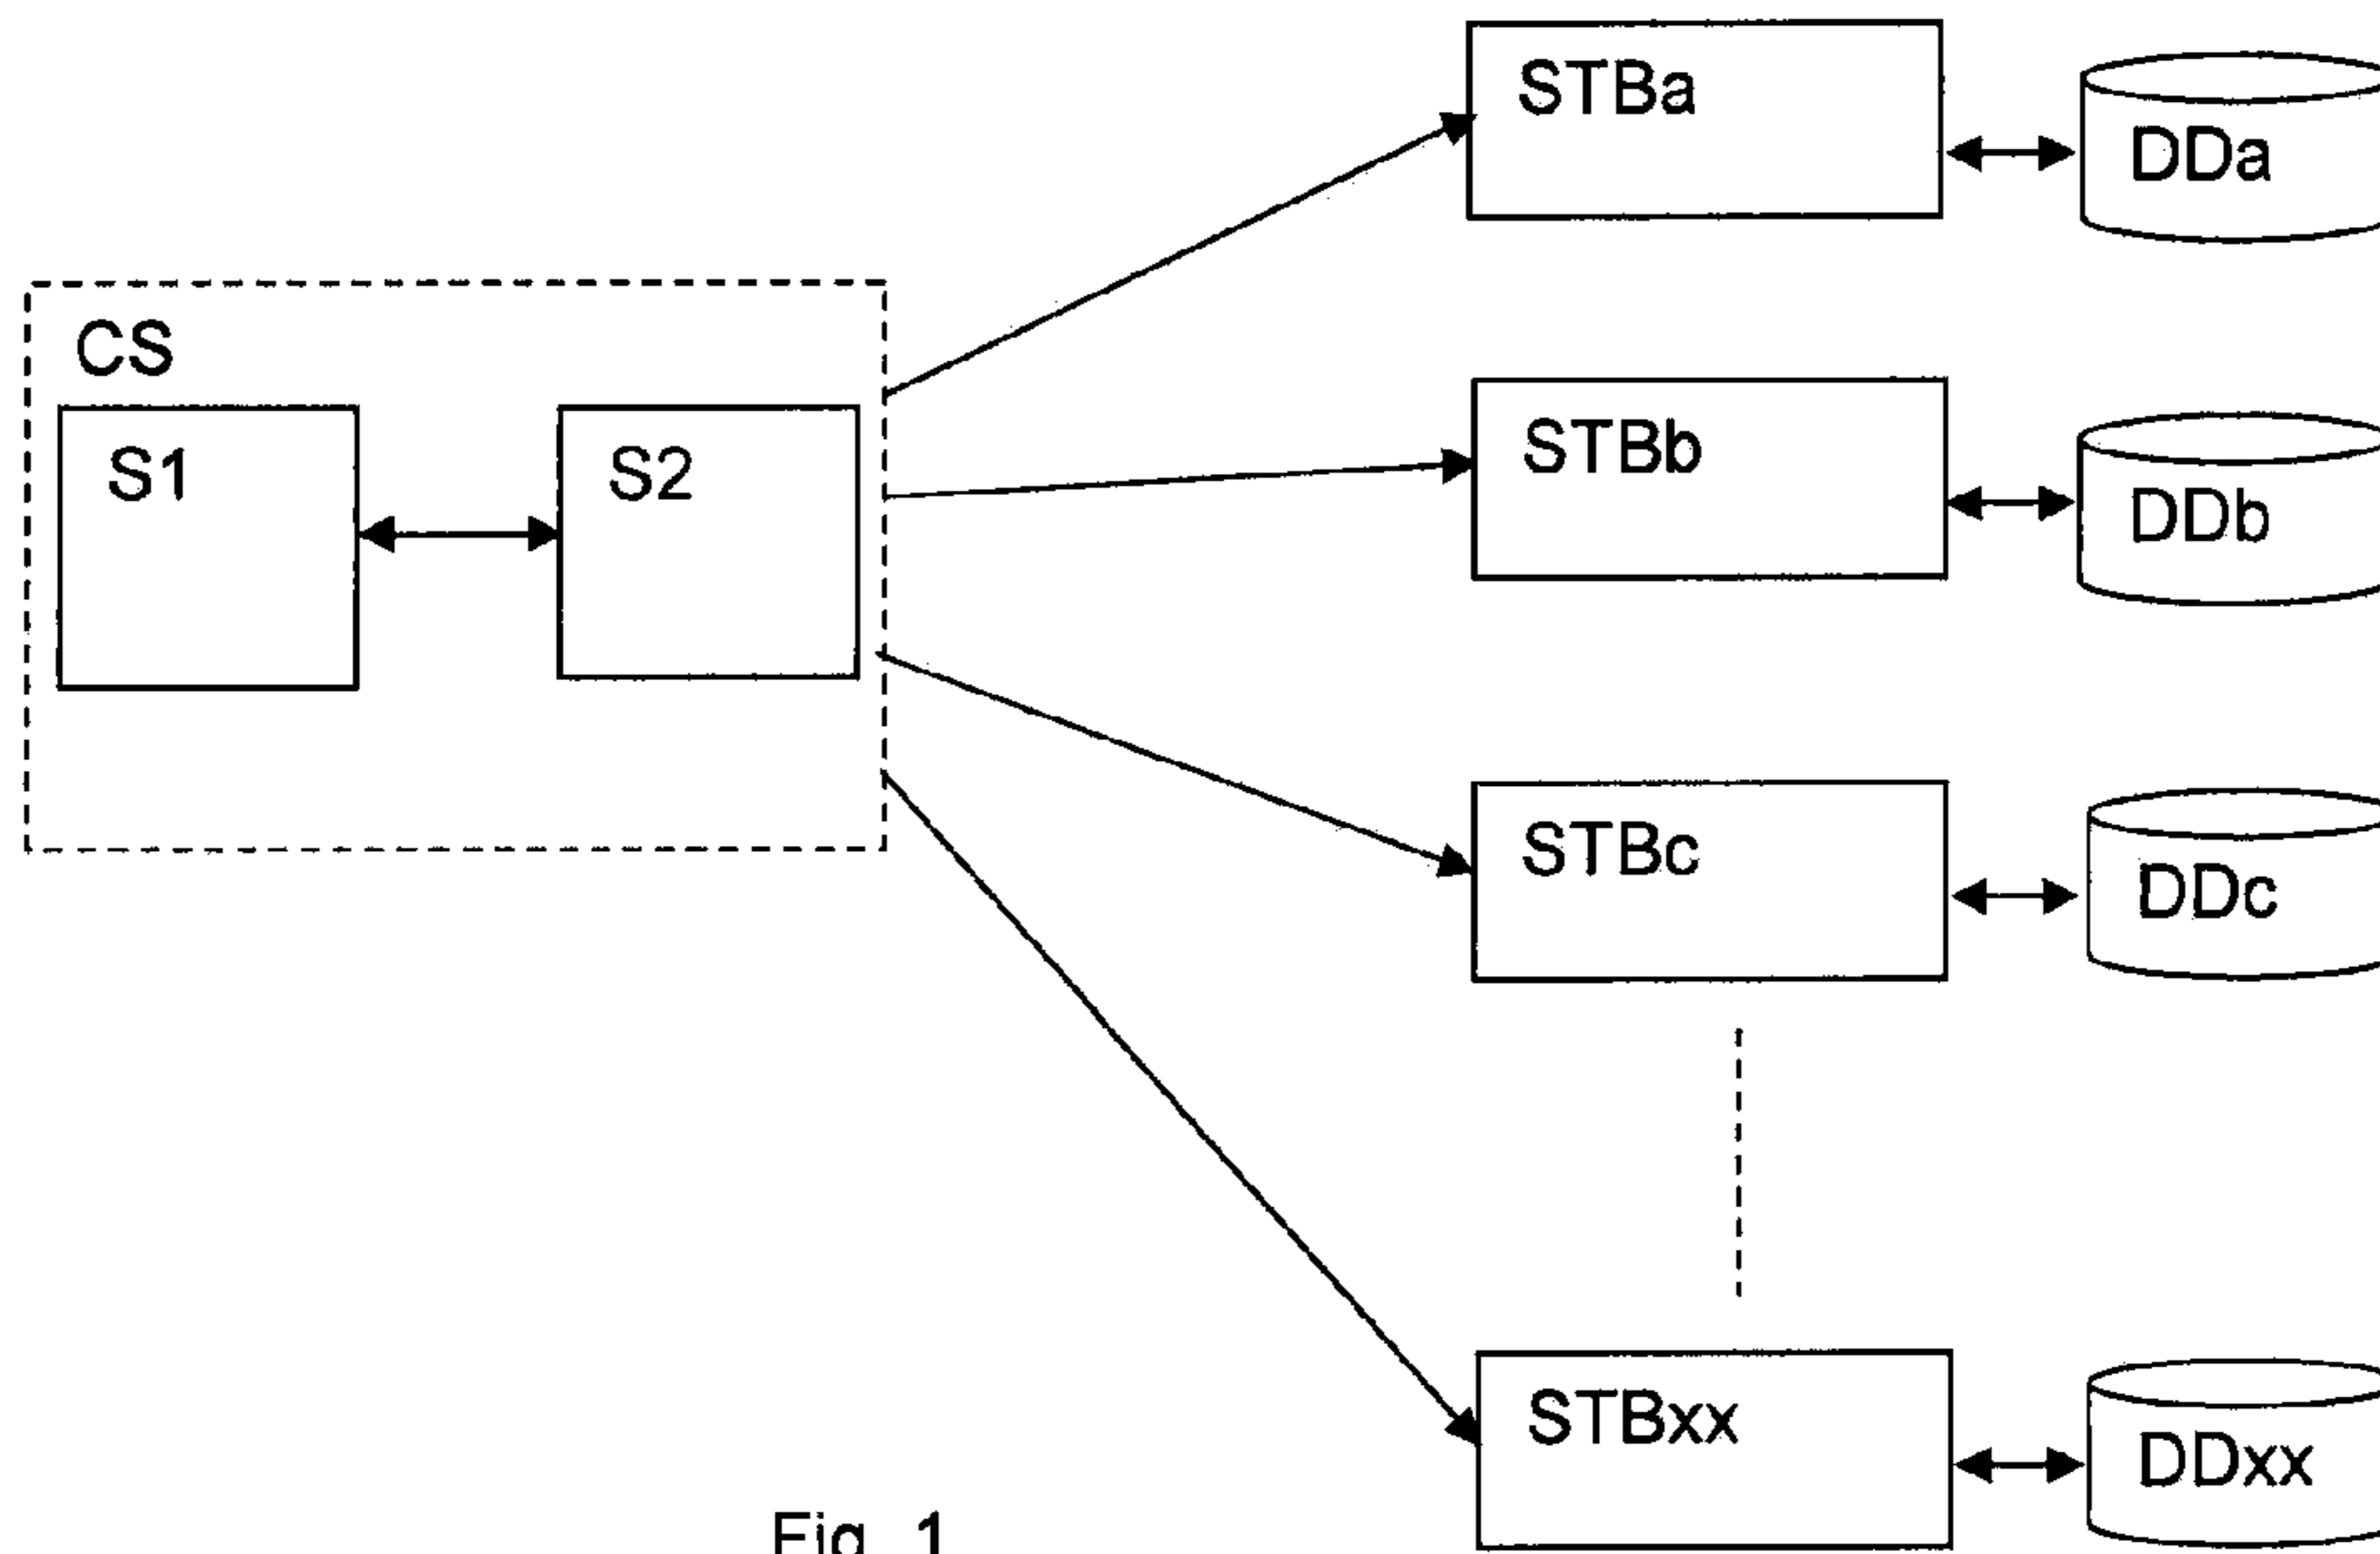 STBa
DDa
CS
S1
S2
STBb
DDb
STBc
DDc
STBxx
DDxx
Fig. 1